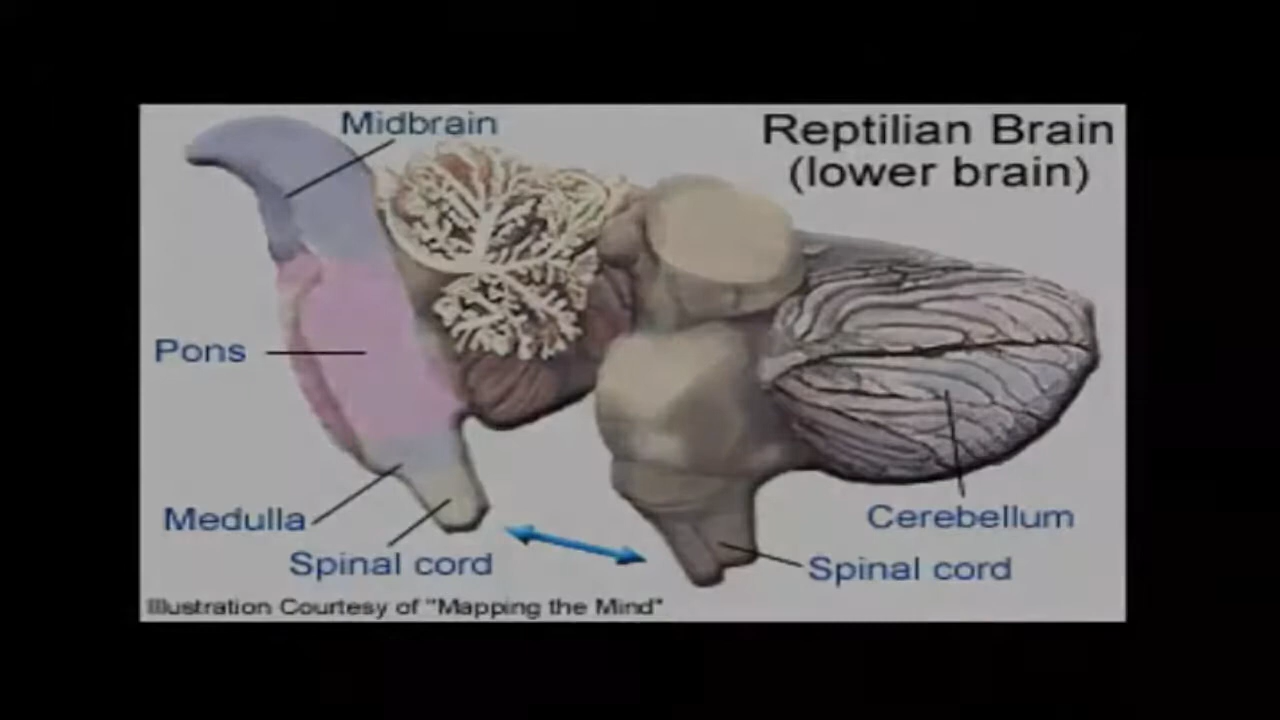 Midbrain
Reptilian Brain
(lower brain)
Pons
Medulla
Spinal cord
Cerebellum
Spinal cord
Illustration Courtesy of "Mapping the Mind"